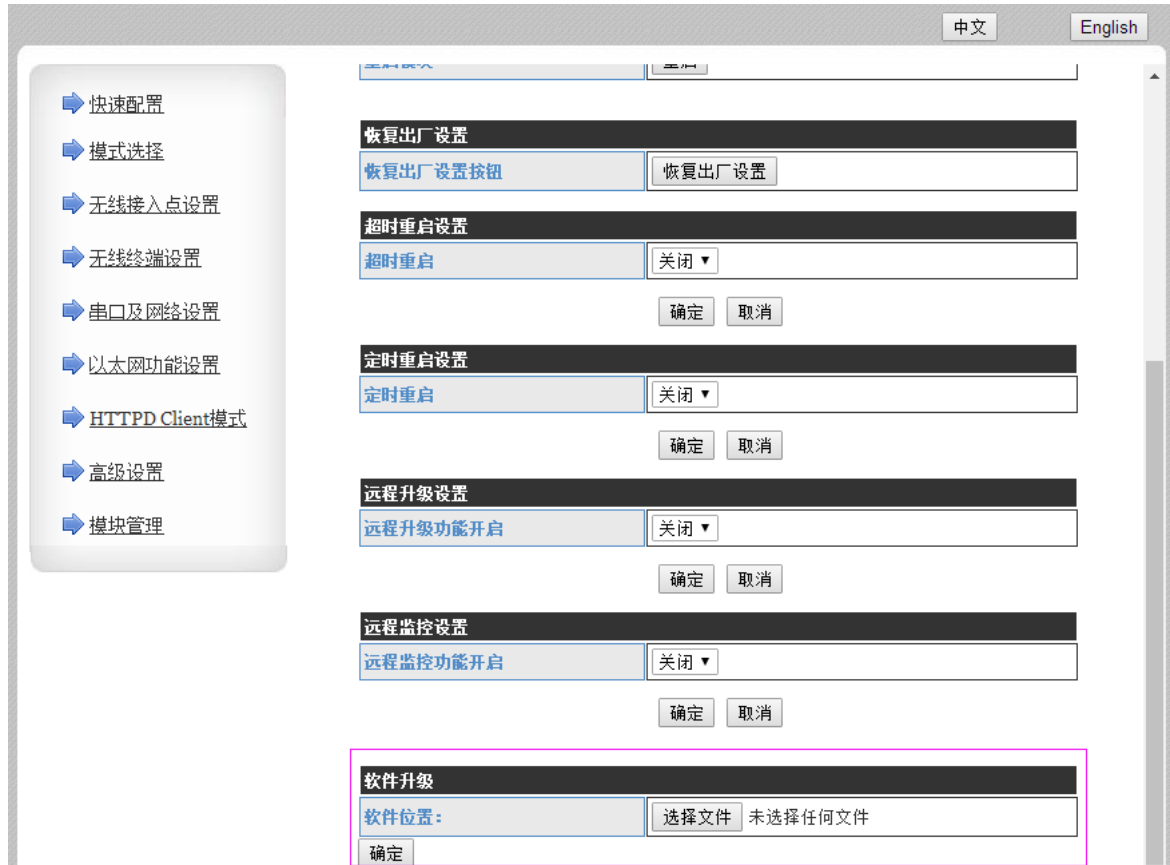 中文 English
快速配置
模式选择
无线接入点设置
无线终端设置
串口及网络设置
以太网功能设置
HTTPD Client模式
高级设置
模块管理
恢复出厂设置
恢复出厂设置按钮 恢复出厂设置
超时重启设置
超时重启 关闭
确定 取消
定时重启设置
定时重启 关闭
确定 取消
远程升级设置
远程升级功能开启 关闭
确定 取消
远程监控设置
远程监控功能开启 关闭
确定 取消
软件升级
软件位置： 选择文件 未选择任何文件
确定